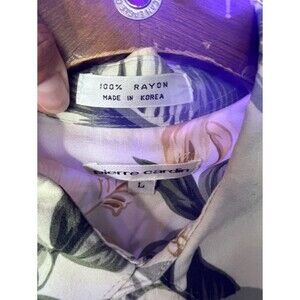 100% RAYON
MADE IN KOREA
pierre cardin
L